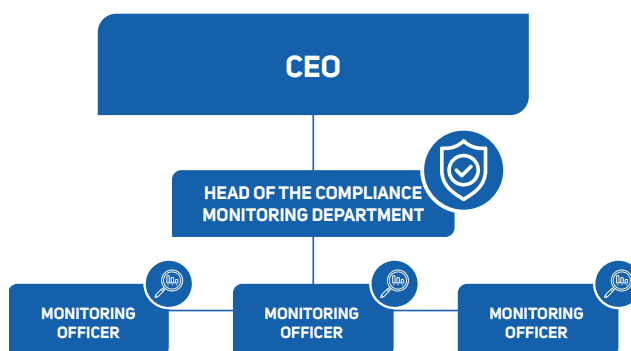 CEO
HEAD OF THE COMPLIANCE
MONITORING DEPARTMENT
MONITORING
OFFICER
MONITORING
OFFICER
MONITORING
OFFICER